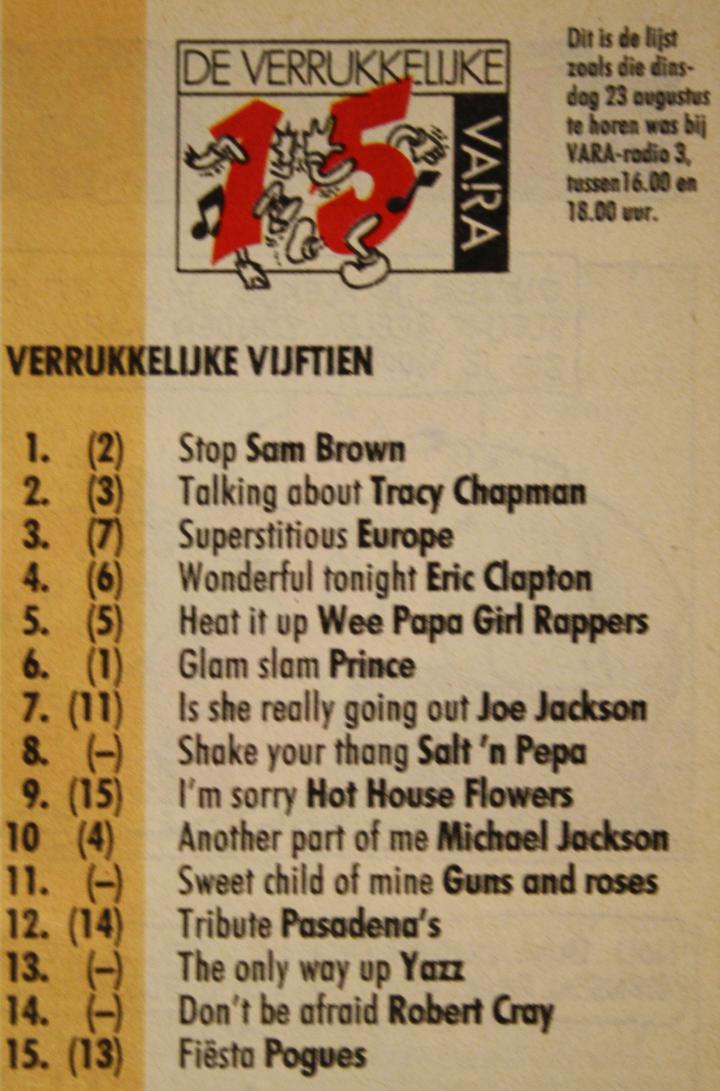 DE VERRUKKELIJKE
15
VARA
Dit is de lijst
zoals die dins-
dag 23 augustus
te horen was bij
VARA-radio 3,
tussen16.00 en
18.00 uur.
VERRUKKELIJKE VIJFTIEN
1. (2) Stop Sam Brown
2. (3) Talking about Tracy Chapman
3. (7) Superstitious Europe
4. (6) Wonderful tonight Eric Clapton
5. (5) Heat it up Wee Papa Girl Rappers
6. (1) Glam slam Prince
7. (11) Is she really going out Joe Jackson
8. (–) Shake your thang Salt 'n Pepa
9. (15) I'm sorry Hot House Flowers
10 (4) Another part of me Michael Jackson
11. (–) Sweet child of mine Guns and roses
12. (14) Tribute Pasadena's
13. (–) The only way up Yazz
14. (–) Don't be afraid Robert Cray
15. (13) Fiësta Pogues